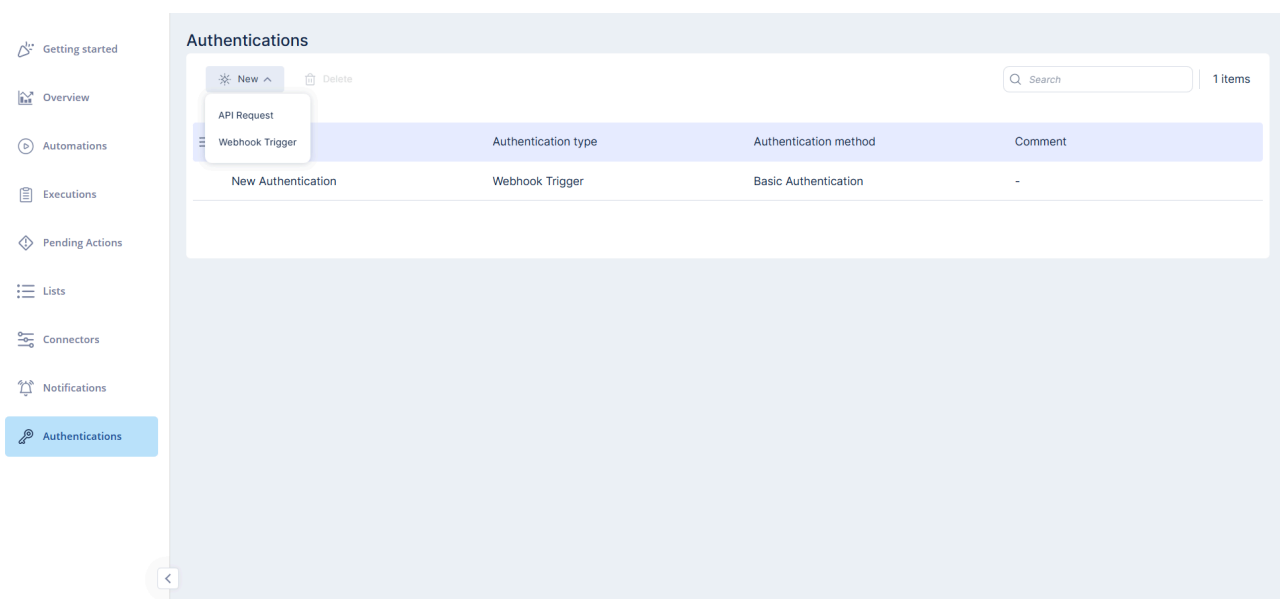 Getting started
Overview
Automations
Executions
Pending Actions
Lists
Connectors
Notifications
Authentications
Authentications
New
Delete
Search
1 items
API Request
Webhook Trigger
Authentication type
Authentication method
Comment
New Authentication
Webhook Trigger
Basic Authentication
-